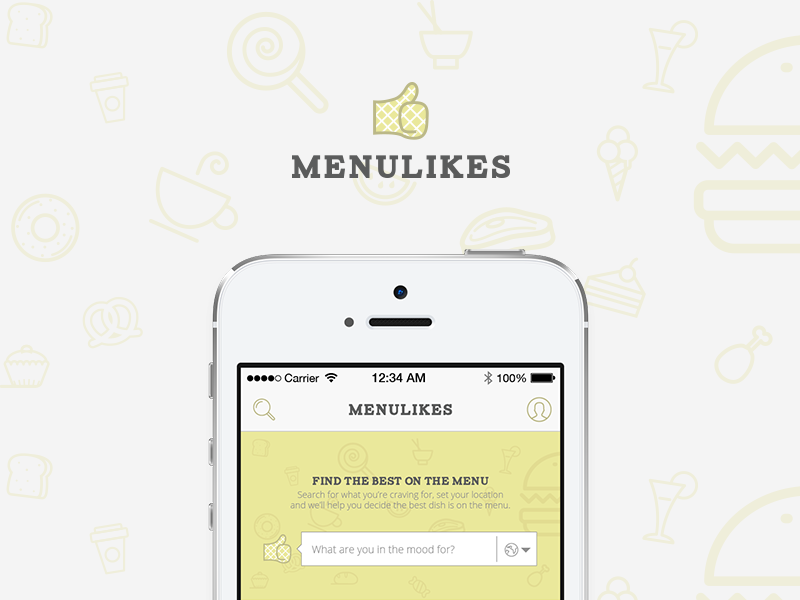 MENULIKES
Carrier 12:34 AM 100%
MENULIKES
FIND THE BEST ON THE MENU
Search for what you're craving for, set your location
and we'll help you decide the best dish is on the menu.
What are you in the mood for?